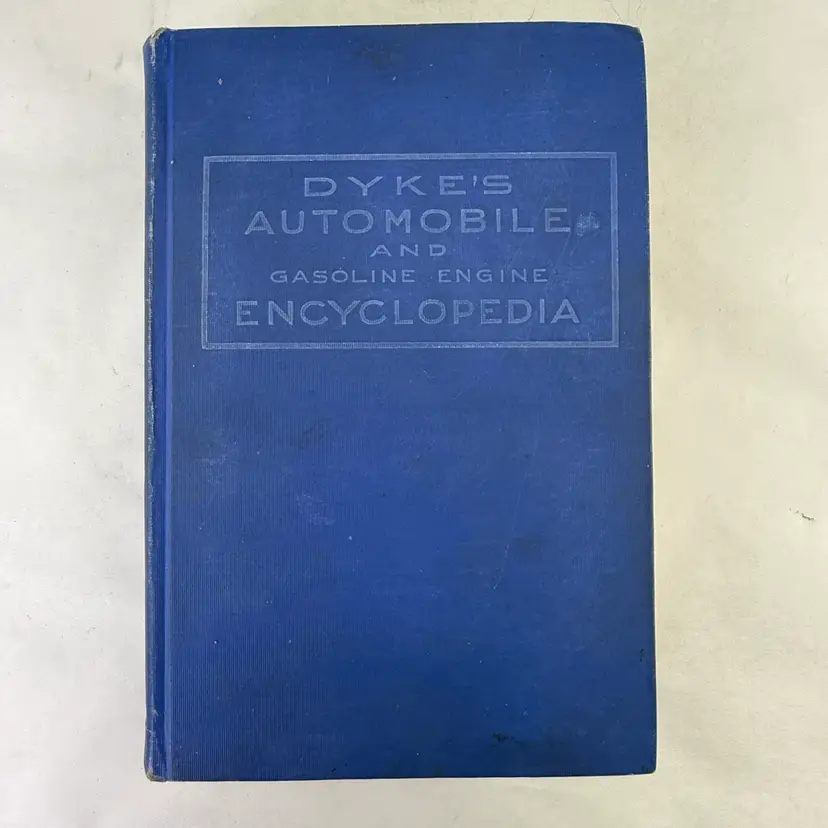 DYKE'S
AUTOMOBILE
AND
GASOLINE ENGINE
ENCYCLOPEDIA